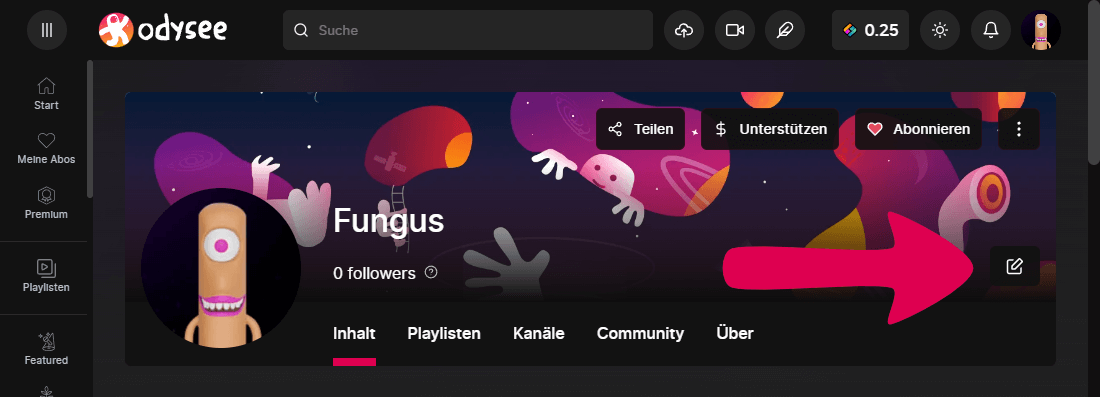 odysee
Suche
0.25
Start
Meine Abos
Premium
Playlisten
Featured
Teilen
Unterstützen
Abonnieren
Fungus
0 followers
Inhalt Playlisten Kanäle Community Über